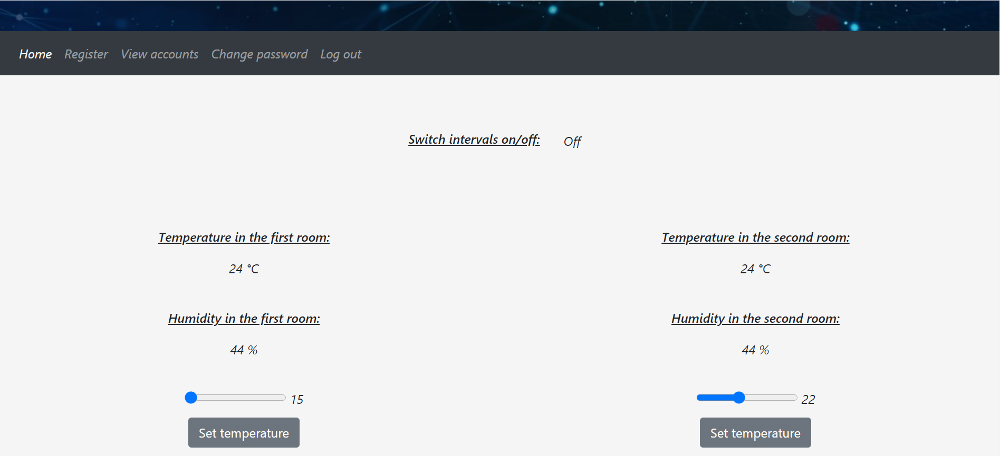 Home Register View accounts Change password Log out
Switch intervals on/off: Off
Temperature in the first room:
24 °C
Humidity in the first room:
44 %
15
Set temperature
Temperature in the second room:
24 °C
Humidity in the second room:
44 %
22
Set temperature